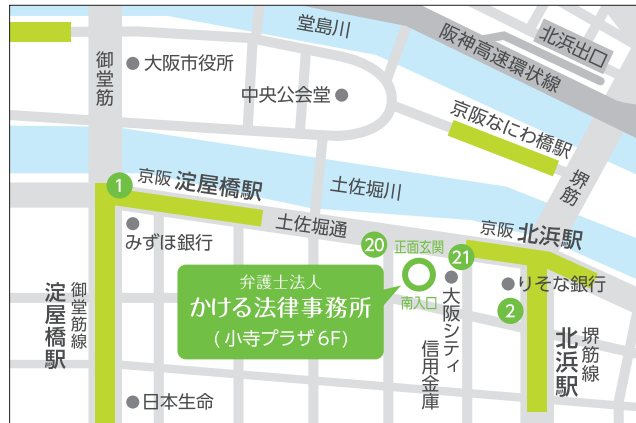 堂島川
阪神高速環状線
北浜出口
御堂筋
大阪市役所
中央公会堂
京阪なにわ橋駅
堺筋
1
京阪 淀屋橋駅
土佐堀川
土佐堀通
京阪 北浜駅
みずほ銀行
20
正面玄関
21
南入口
弁護士法人
かける法律事務所
(小寺プラザ6F)
大阪シティ
信用金庫
りそな銀行
2
御堂筋線
淀屋橋駅
堺筋線
北浜駅
日本生命